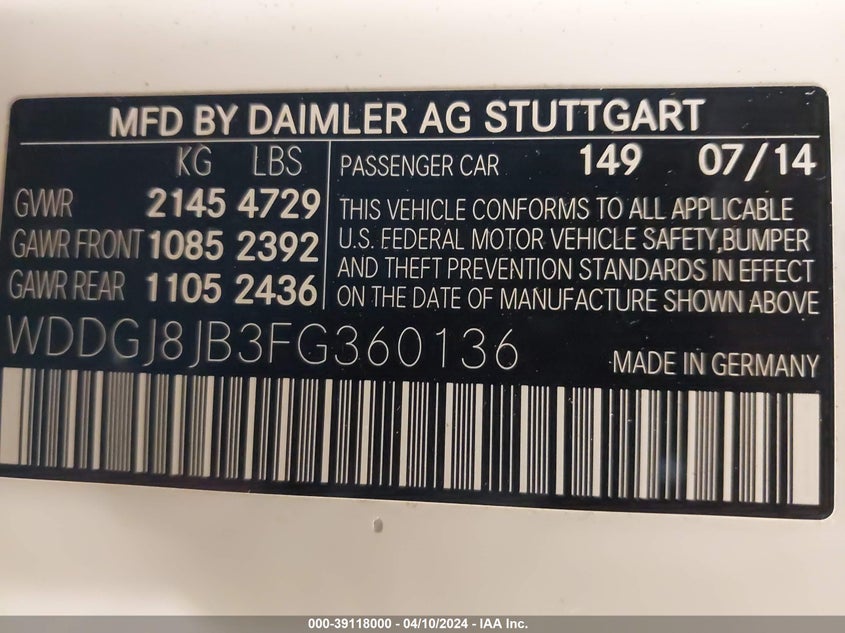 MFD BY DAIMLER AG STUTTGART
KG LBS
GVWR 2145 4729
GAWR FRONT 1085 2392
GAWR REAR 1105 2436
PASSENGER CAR 149 07/14
THIS VEHICLE CONFORMS TO ALL APPLICABLE
U.S. FEDERAL MOTOR VEHICLE SAFETY,BUMPER
AND THEFT PREVENTION STANDARDS IN EFFECT
ON THE DATE OF MANUFACTURE SHOWN ABOVE
WDDGJ8JB3FG360136
MADE IN GERMANY
000-39118000 - 04/10/2024 - IAA Inc.